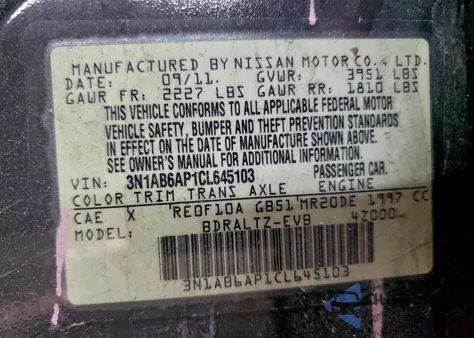 MANUFACTURED BY NISSAN MOTOR CO., LTD.
DATE: 09/11. GVWR: 3951 LBS
GAWR FR: 2227 LBS GAWR RR: 1810 LBS
THIS VEHICLE CONFORMS TO ALL APPLICABLE FEDERAL MOTOR
VEHICLE SAFETY, BUMPER AND THEFT PREVENTION STANDARDS
IN EFFECT ON THE DATE OF MANUFACTURE SHOWN ABOVE.
SEE OWNER'S MANUAL FOR ADDITIONAL INFORMATION.
VIN: 3N1AB6AP1CL645103 PASSENGER CAR.
COLOR TRIM TRANS AXLE ENGINE
CAE X RE0F10A GB51 MR20DE 1997 CC
MODEL: BDRALTZ-EVB 4Z000-
3N1AB6AP1CL645103